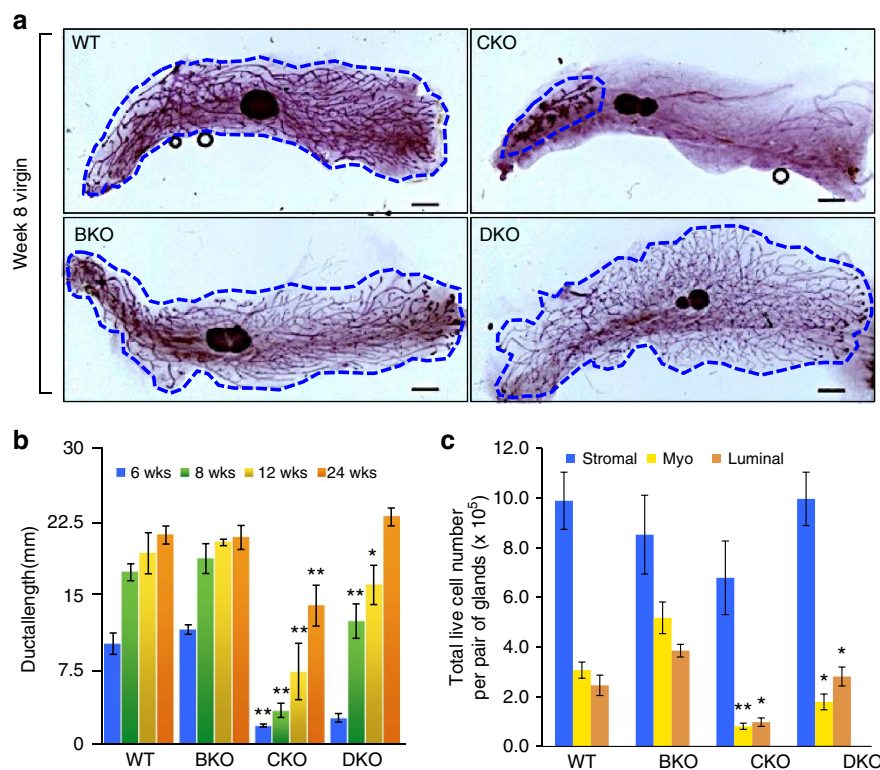 a
Week 8 virgin
WT
CKO
BKO
DKO
b
Ductallength(mm)
30
22.5
15
7.5
0
6 wks 8 wks 12 wks 24 wks
** ** ** ** ** *
WT BKO CKO DKO
c
Total live cell number
per pair of glands (x 10⁵)
12.0
10.0
8.0
6.0
4.0
2.0
0.0
Stromal Myo Luminal
** * * *
WT BKO CKO DKO